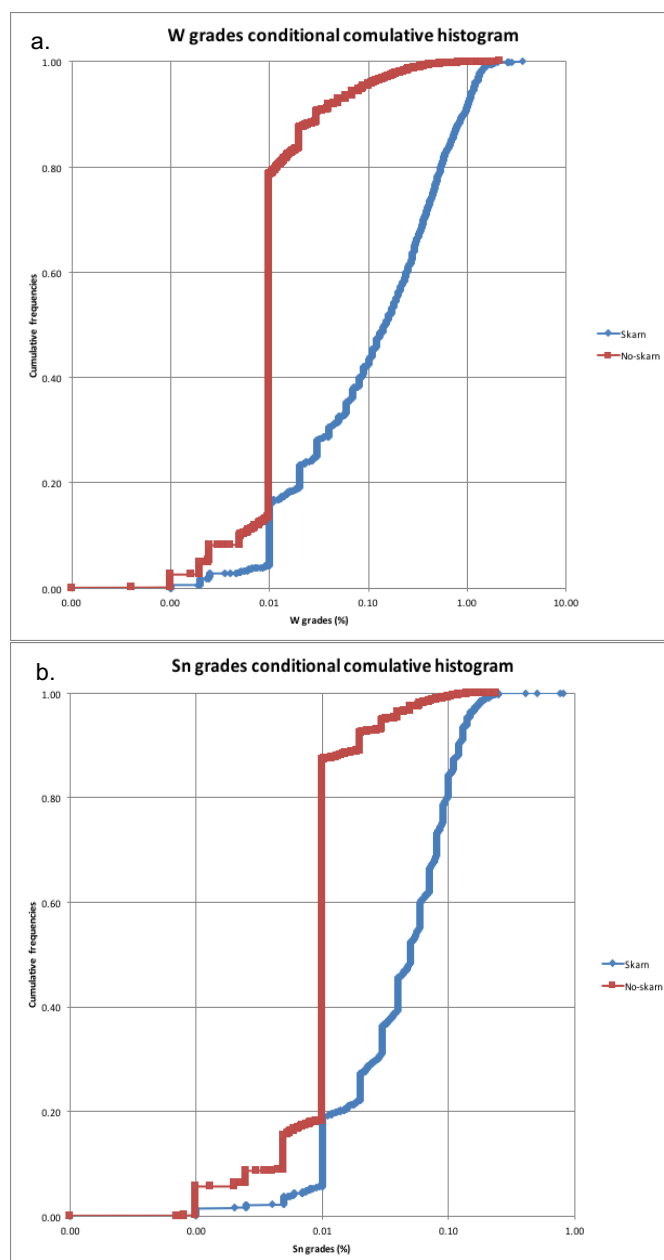 a.
W grades conditional comulative histogram
1.00
0.80
0.60
0.40
0.20
0.00
Cumulative frequencies
0.00 0.00 0.01 0.10 1.00 10.00
W grades (%)
Skarn
No-skarn
b.
Sn grades conditional comulative histogram
1.00
0.80
0.60
0.40
0.20
0.00
Cumulative frequencies
0.00 0.00 0.01 0.10 1.00
Sn grades (%)
Skarn
No-skarn